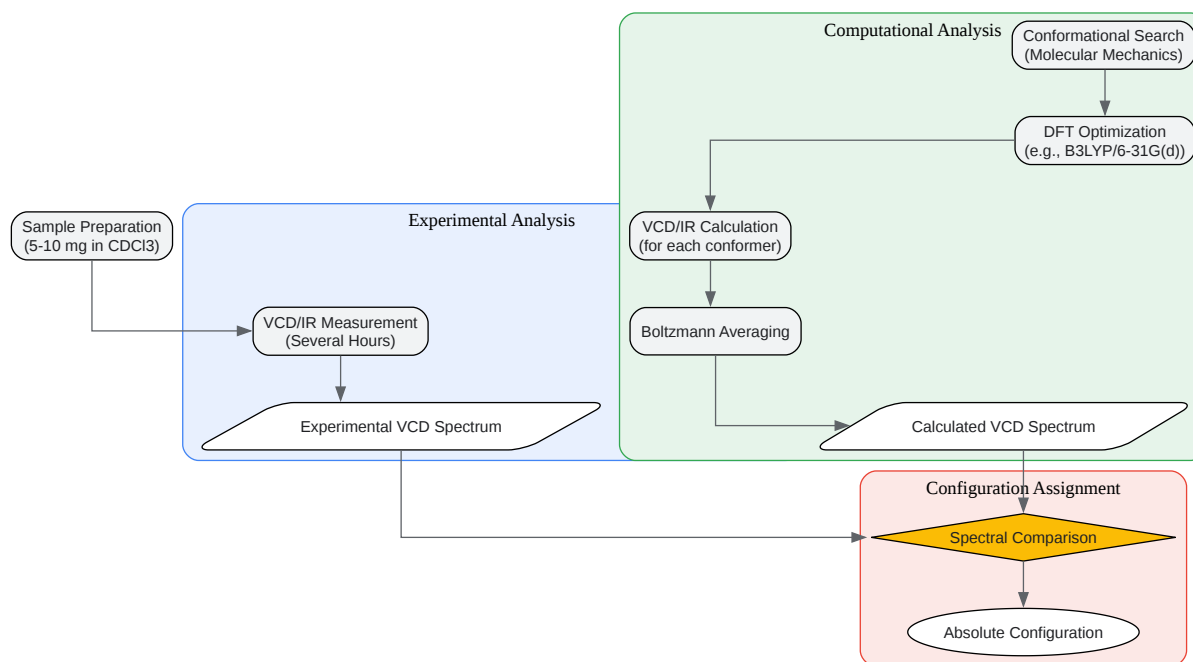 Computational Analysis
Conformational Search
(Molecular Mechanics)
DFT Optimization
(e.g., B3LYP/6-31G(d))
Experimental Analysis
Sample Preparation
(5-10 mg in CDCl3)
VCD/IR Calculation
(for each conformer)
VCD/IR Measurement
(Several Hours)
Boltzmann Averaging
Experimental VCD Spectrum
Calculated VCD Spectrum
Configuration Assignment
Spectral Comparison
Absolute Configuration